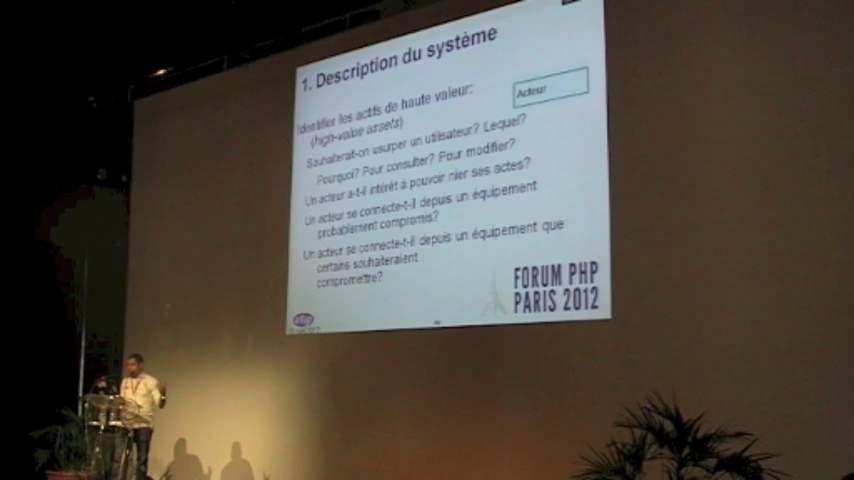 1. Description du système
Acteur
Identifier les actifs de haute valeur:
(high-value assets)
Souhaiterait-on usurper un utilisateur? Lequel?
Pourquoi? Pour consulter? Pour modifier?
Un acteur a-t-il intérêt à pouvoir nier ses actes?
Un acteur se connecte-t-il depuis un équipement
probablement compromis?
Un acteur se connecte-t-il depuis un équipement que
certains souhaiteraient
compromettre?
FORUM PHP
PARIS 2012
afup